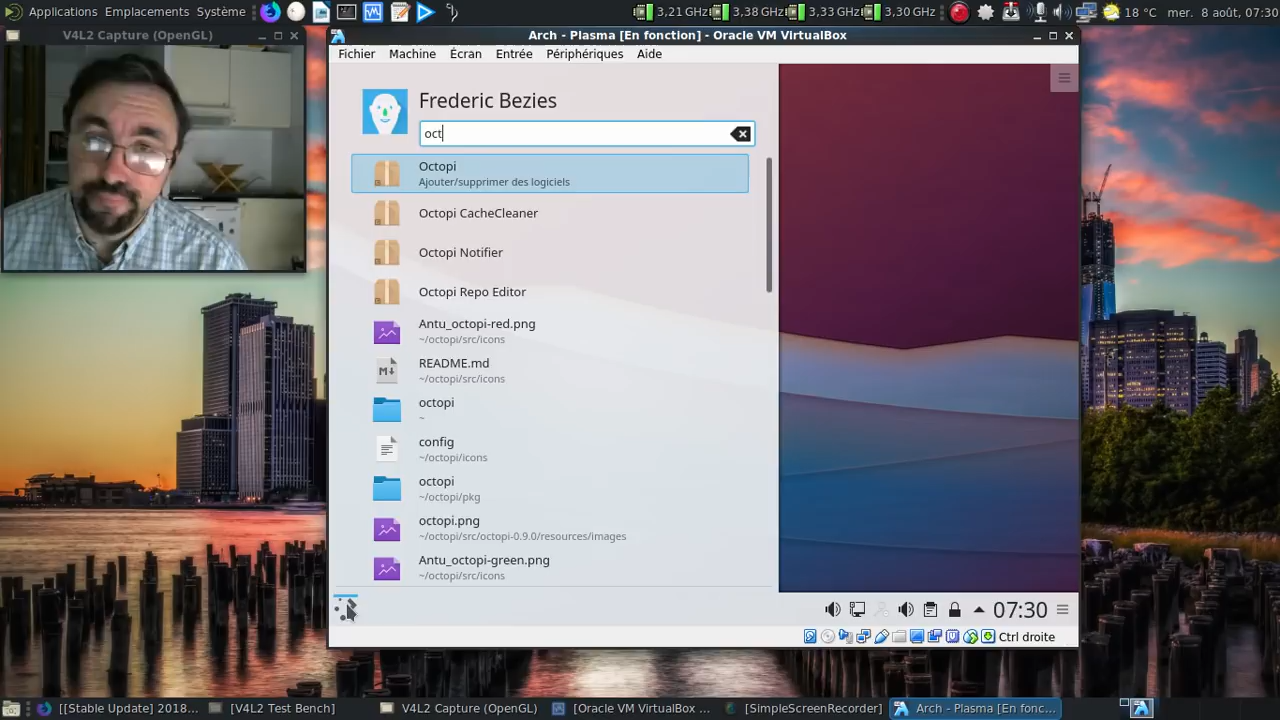 Applications Emplacements Système
3,21 GHz 3,38 GHz 3,33 GHz 3,30 GHz
18 °C mer. 8 août, 07:30
V4L2 Capture (OpenGL)
Arch - Plasma [En fonction] - Oracle VM VirtualBox
Fichier Machine Écran Entrée Périphériques Aide
Frederic Bezies
oct
Octopi
Ajouter/supprimer des logiciels
Octopi CacheCleaner
Octopi Notifier
Octopi Repo Editor
Antu_octopi-red.png
~/octopi/src/icons
README.md
~/octopi/src/icons
octopi
~
config
~/octopi/icons
octopi
~/octopi/pkg
octopi.png
~/octopi/src/octopi-0.9.0/resources/images
Antu_octopi-green.png
~/octopi/src/icons
07:30
Ctrl droite
[[Stable Update] 2018...
[V4L2 Test Bench]
V4L2 Capture (OpenGL)
[Oracle VM VirtualBox ...
[SimpleScreenRecorder]
Arch - Plasma [En fonc...